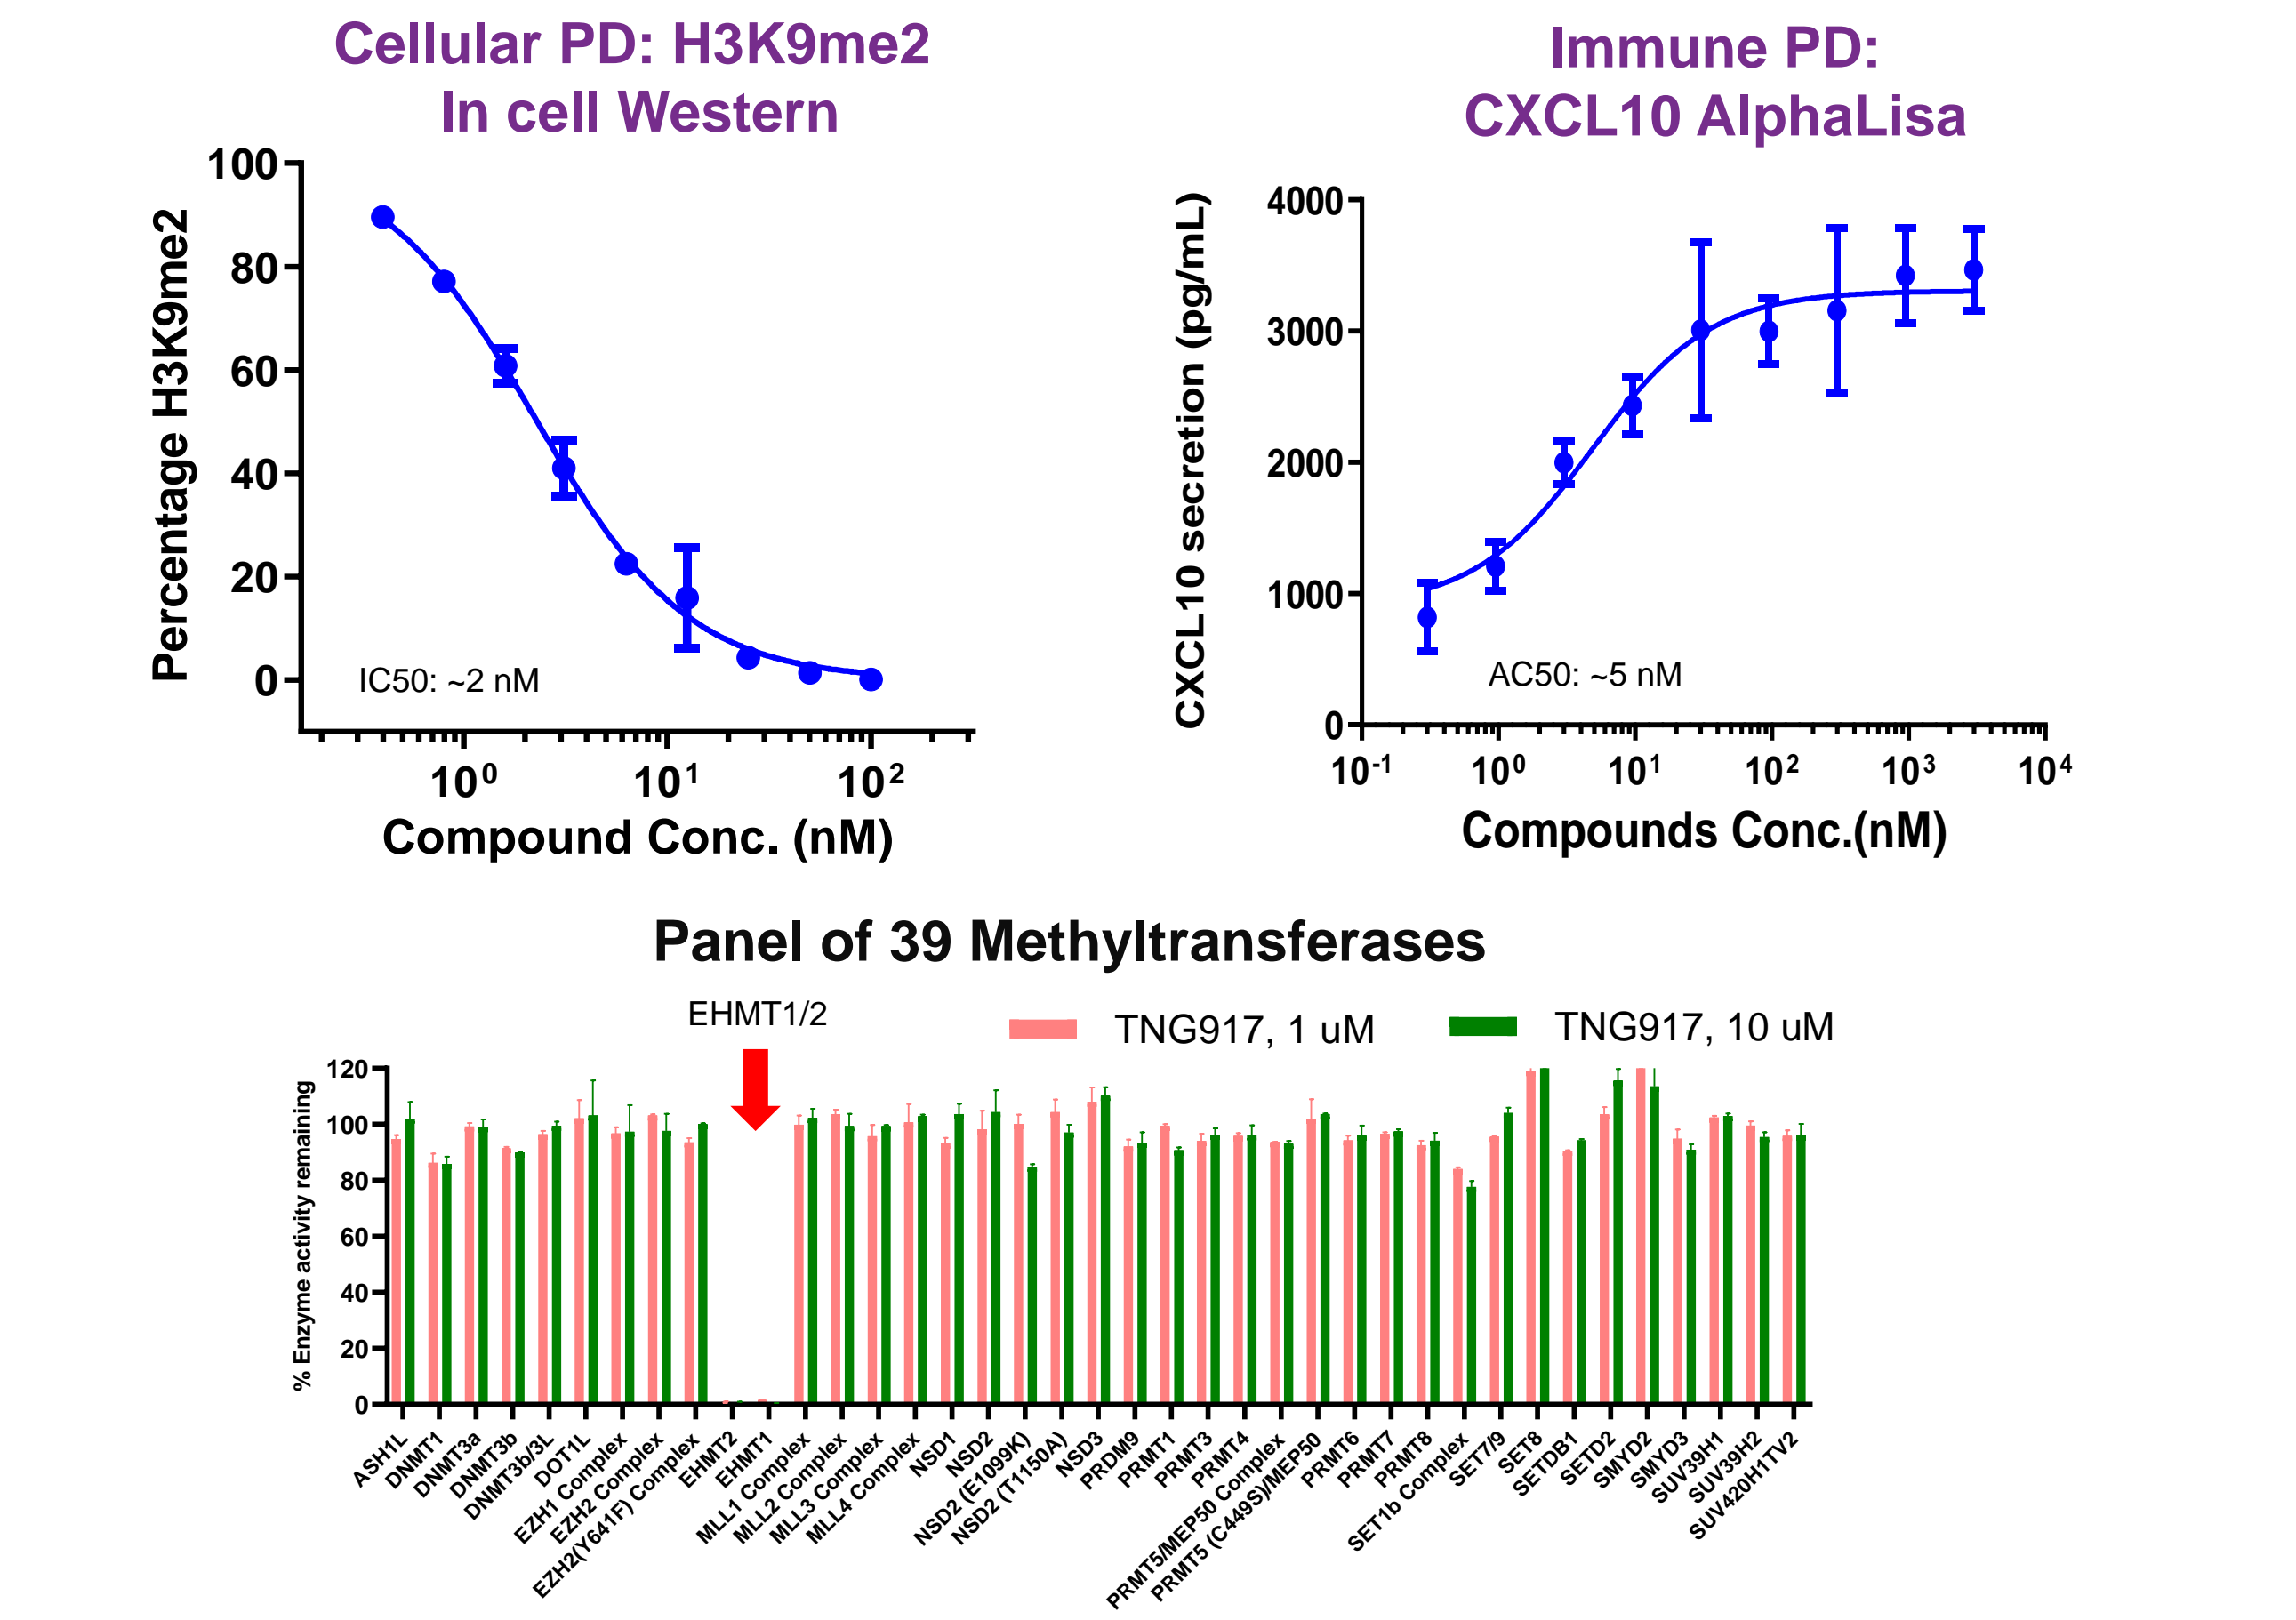 Cellular PD: H3K9me2
In cell Western
Percentage H3K9me2
100
80
60
40
20
0
IC50: ~2 nM
10⁰
10¹
10²
Compound Conc. (nM)
Immune PD:
CXCL10 AlphaLisa
CXCL10 secretion (pg/mL)
4000
3000
2000
1000
0
AC50: ~5 nM
10⁻¹
10⁰
10¹
10²
10³
10⁴
Compounds Conc.(nM)
Panel of 39 Methyltransferases
EHMT1/2
TNG917, 1 uM
TNG917, 10 uM
% Enzyme activity remaining
120
100
80
60
40
20
0
ASH1L
DNMT1
DNMT3a
DNMT3b
DNMT3b/3L
DOT1L
EZH1 Complex
EZH2 Complex
EZH2(Y641F) Complex
EHMT2
EHMT1
MLL1 Complex
MLL2 Complex
MLL3 Complex
MLL4 Complex
NSD1
NSD2
NSD2 (E1099K)
NSD2 (T1150A)
NSD3
PRDM9
PRMT1
PRMT3
PRMT4
PRMT5/MEP50 Complex
PRMT5 (C449S)/MEP50
PRMT6
PRMT7
PRMT8
SET1b Complex
SET7/9
SET8
SETDB1
SETD2
SMYD2
SMYD3
SUV39H1
SUV39H2
SUV420H1TV2